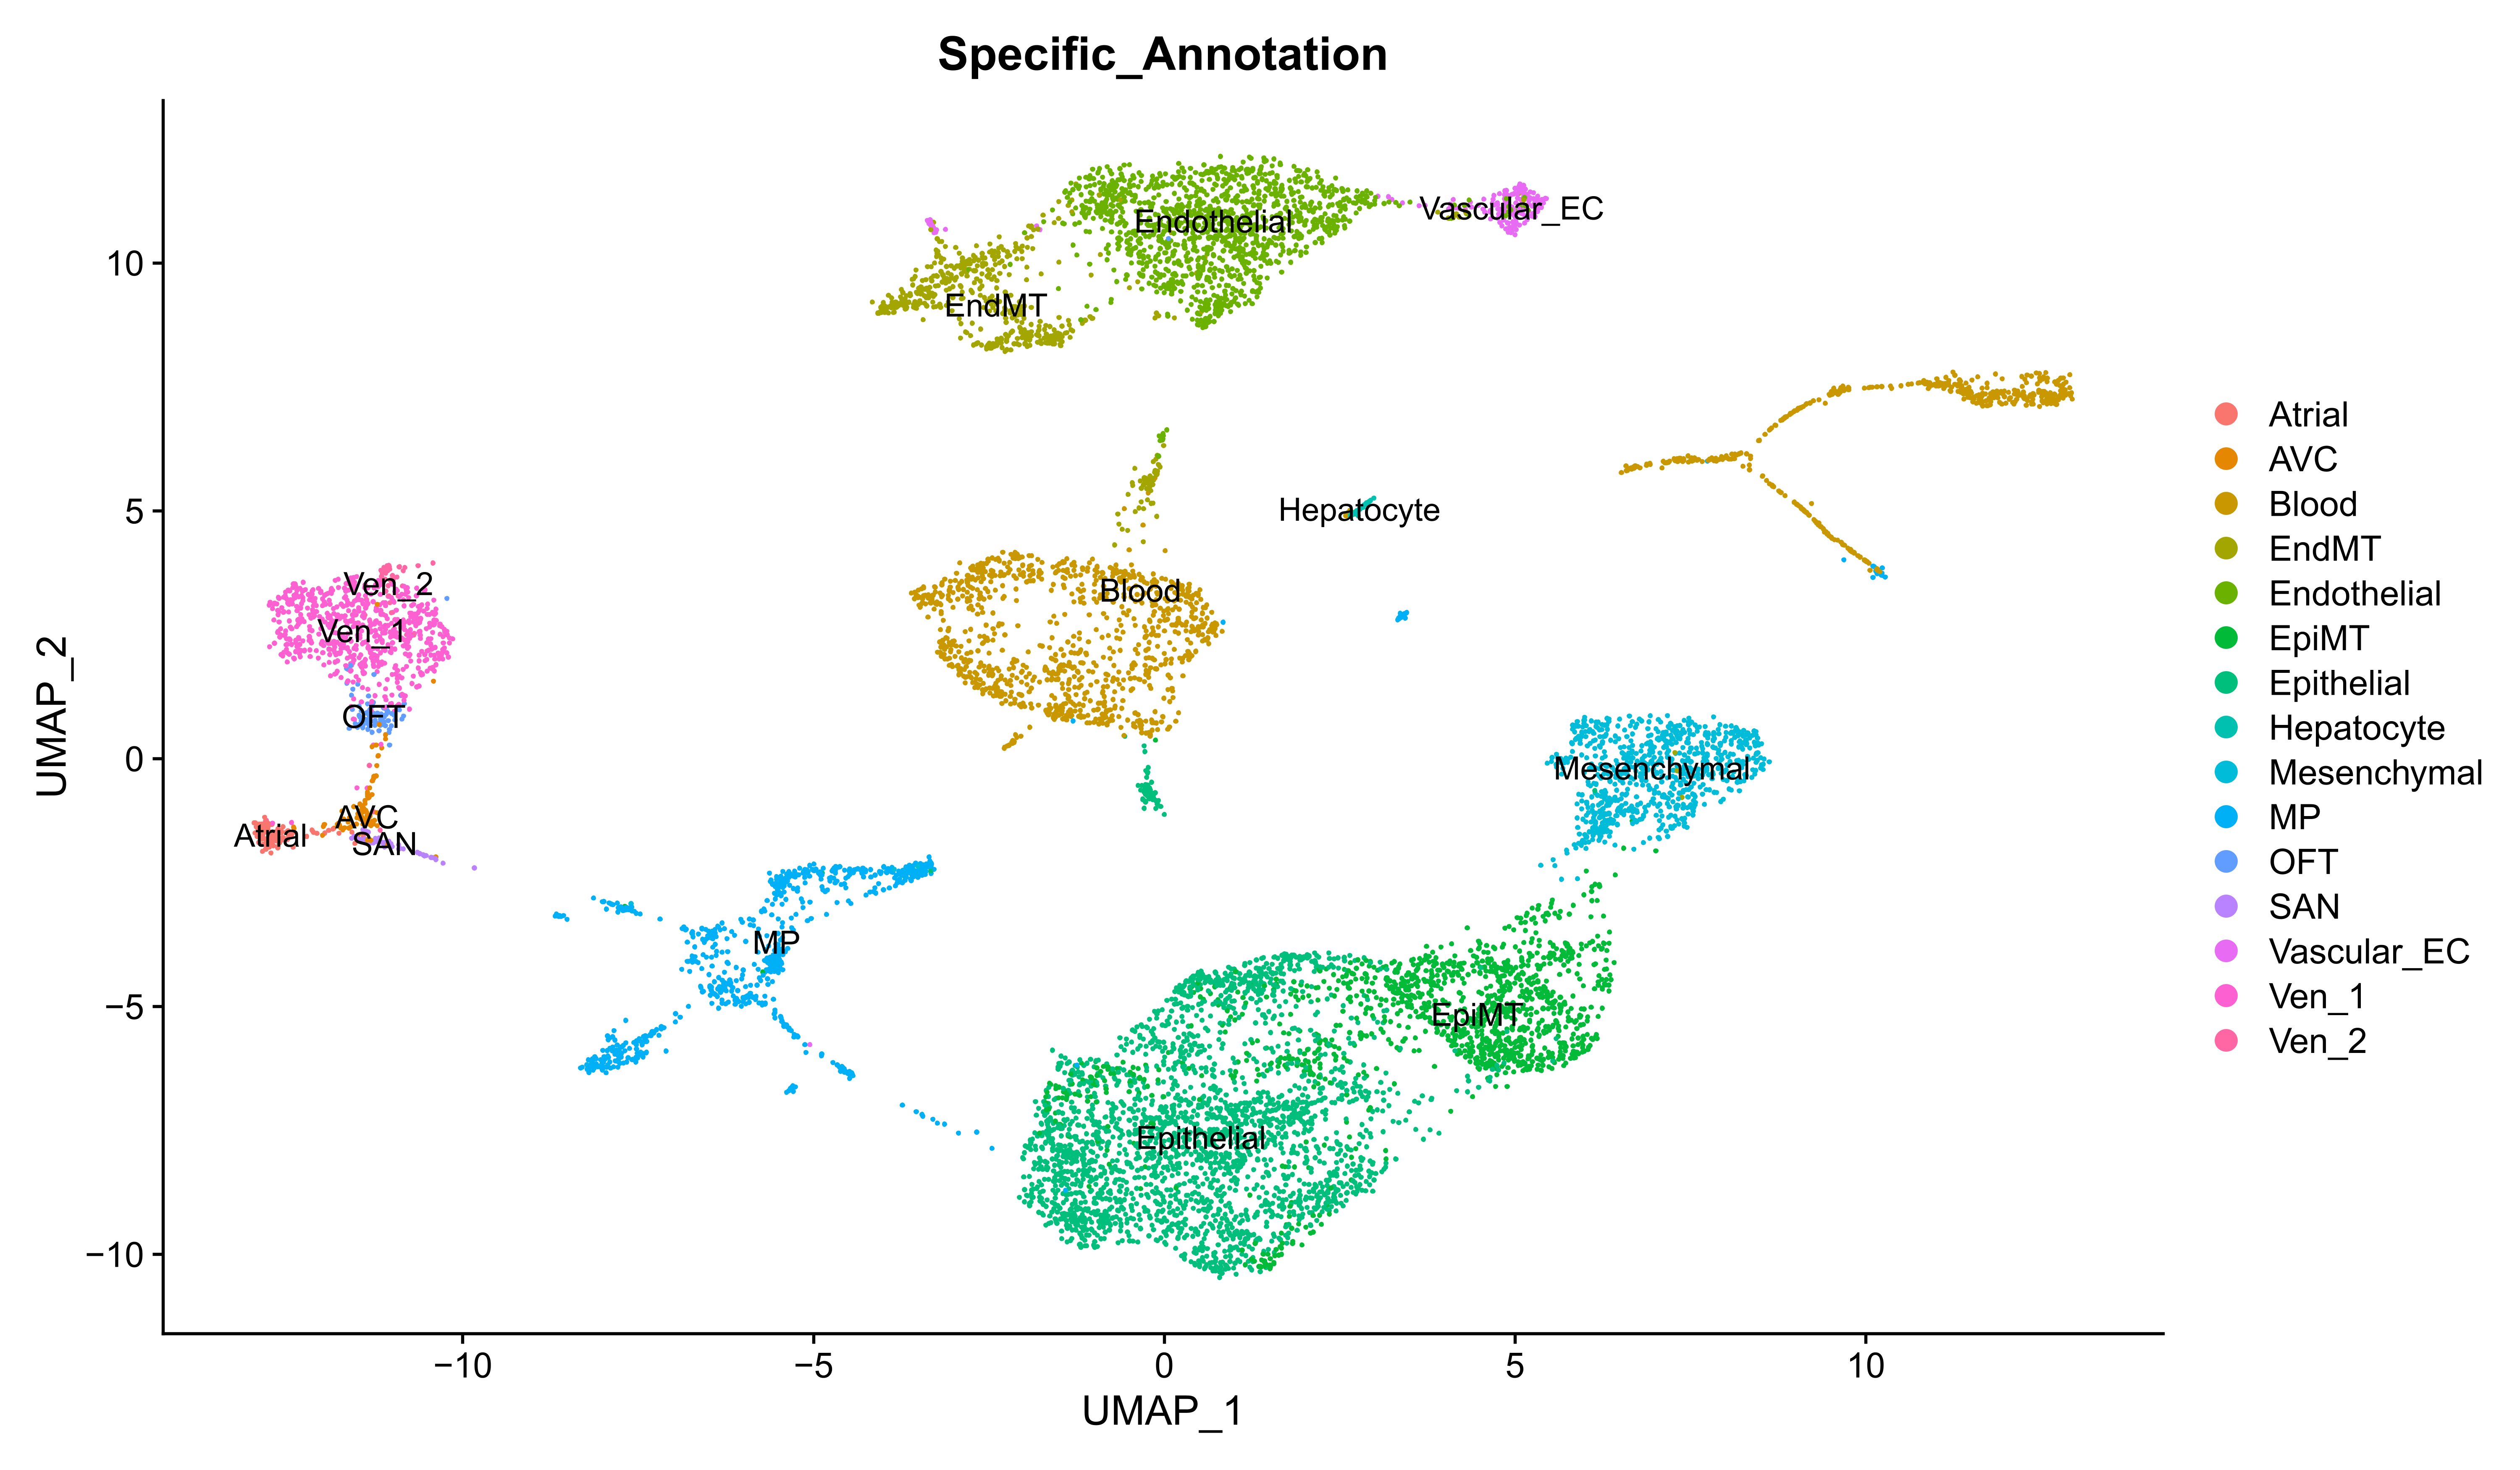 Specific_Annotation
UMAP_2
10
5
0
−5
−10
Endothelial
Vascular_EC
EndMT
Hepatocyte
Ven_2
Blood
Ven_1
OFT
Mesenchymal
AVC
Atrial
SAN
MP
EpiMT
Epithelial
−10
−5
0
5
10
UMAP_1
Atrial
AVC
Blood
EndMT
Endothelial
EpiMT
Epithelial
Hepatocyte
Mesenchymal
MP
OFT
SAN
Vascular_EC
Ven_1
Ven_2